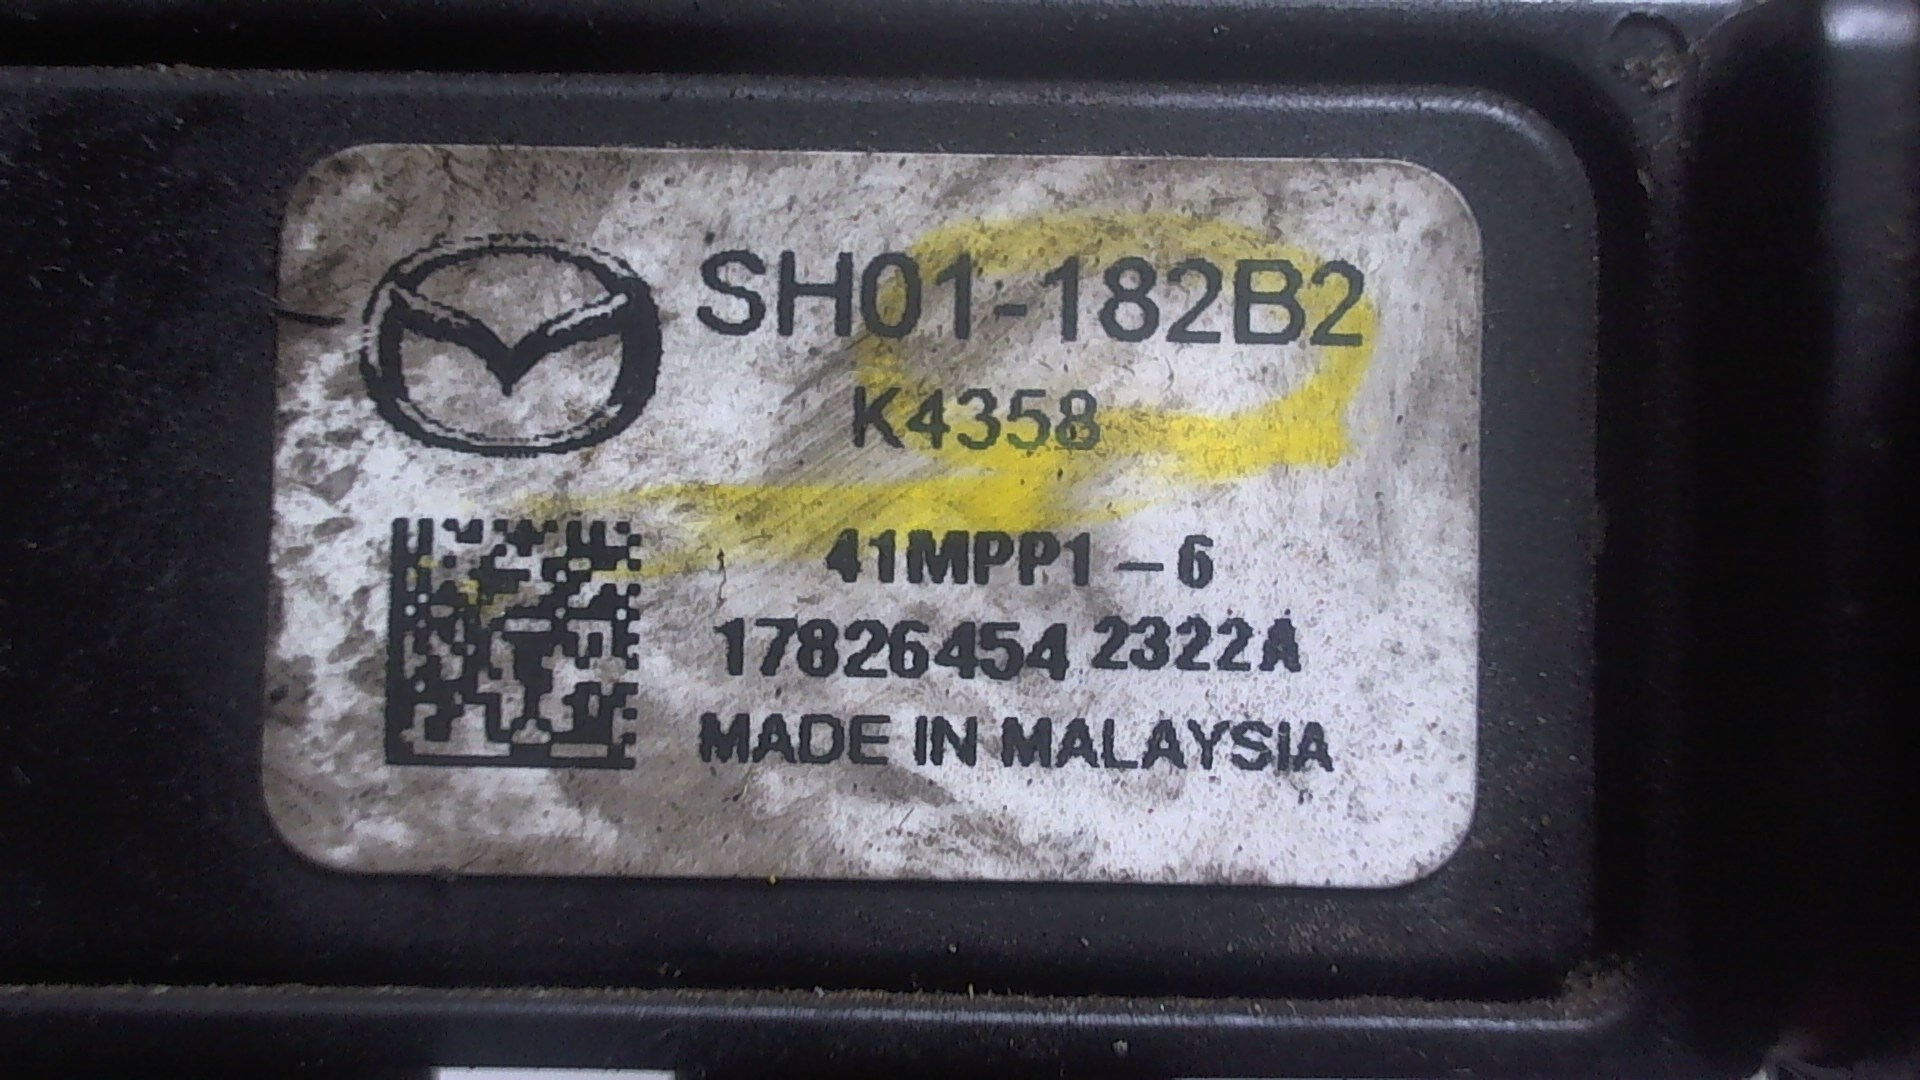 SH01-182B2
K4358
41MPP1-6
17826454 2322A
MADE IN MALAYSIA